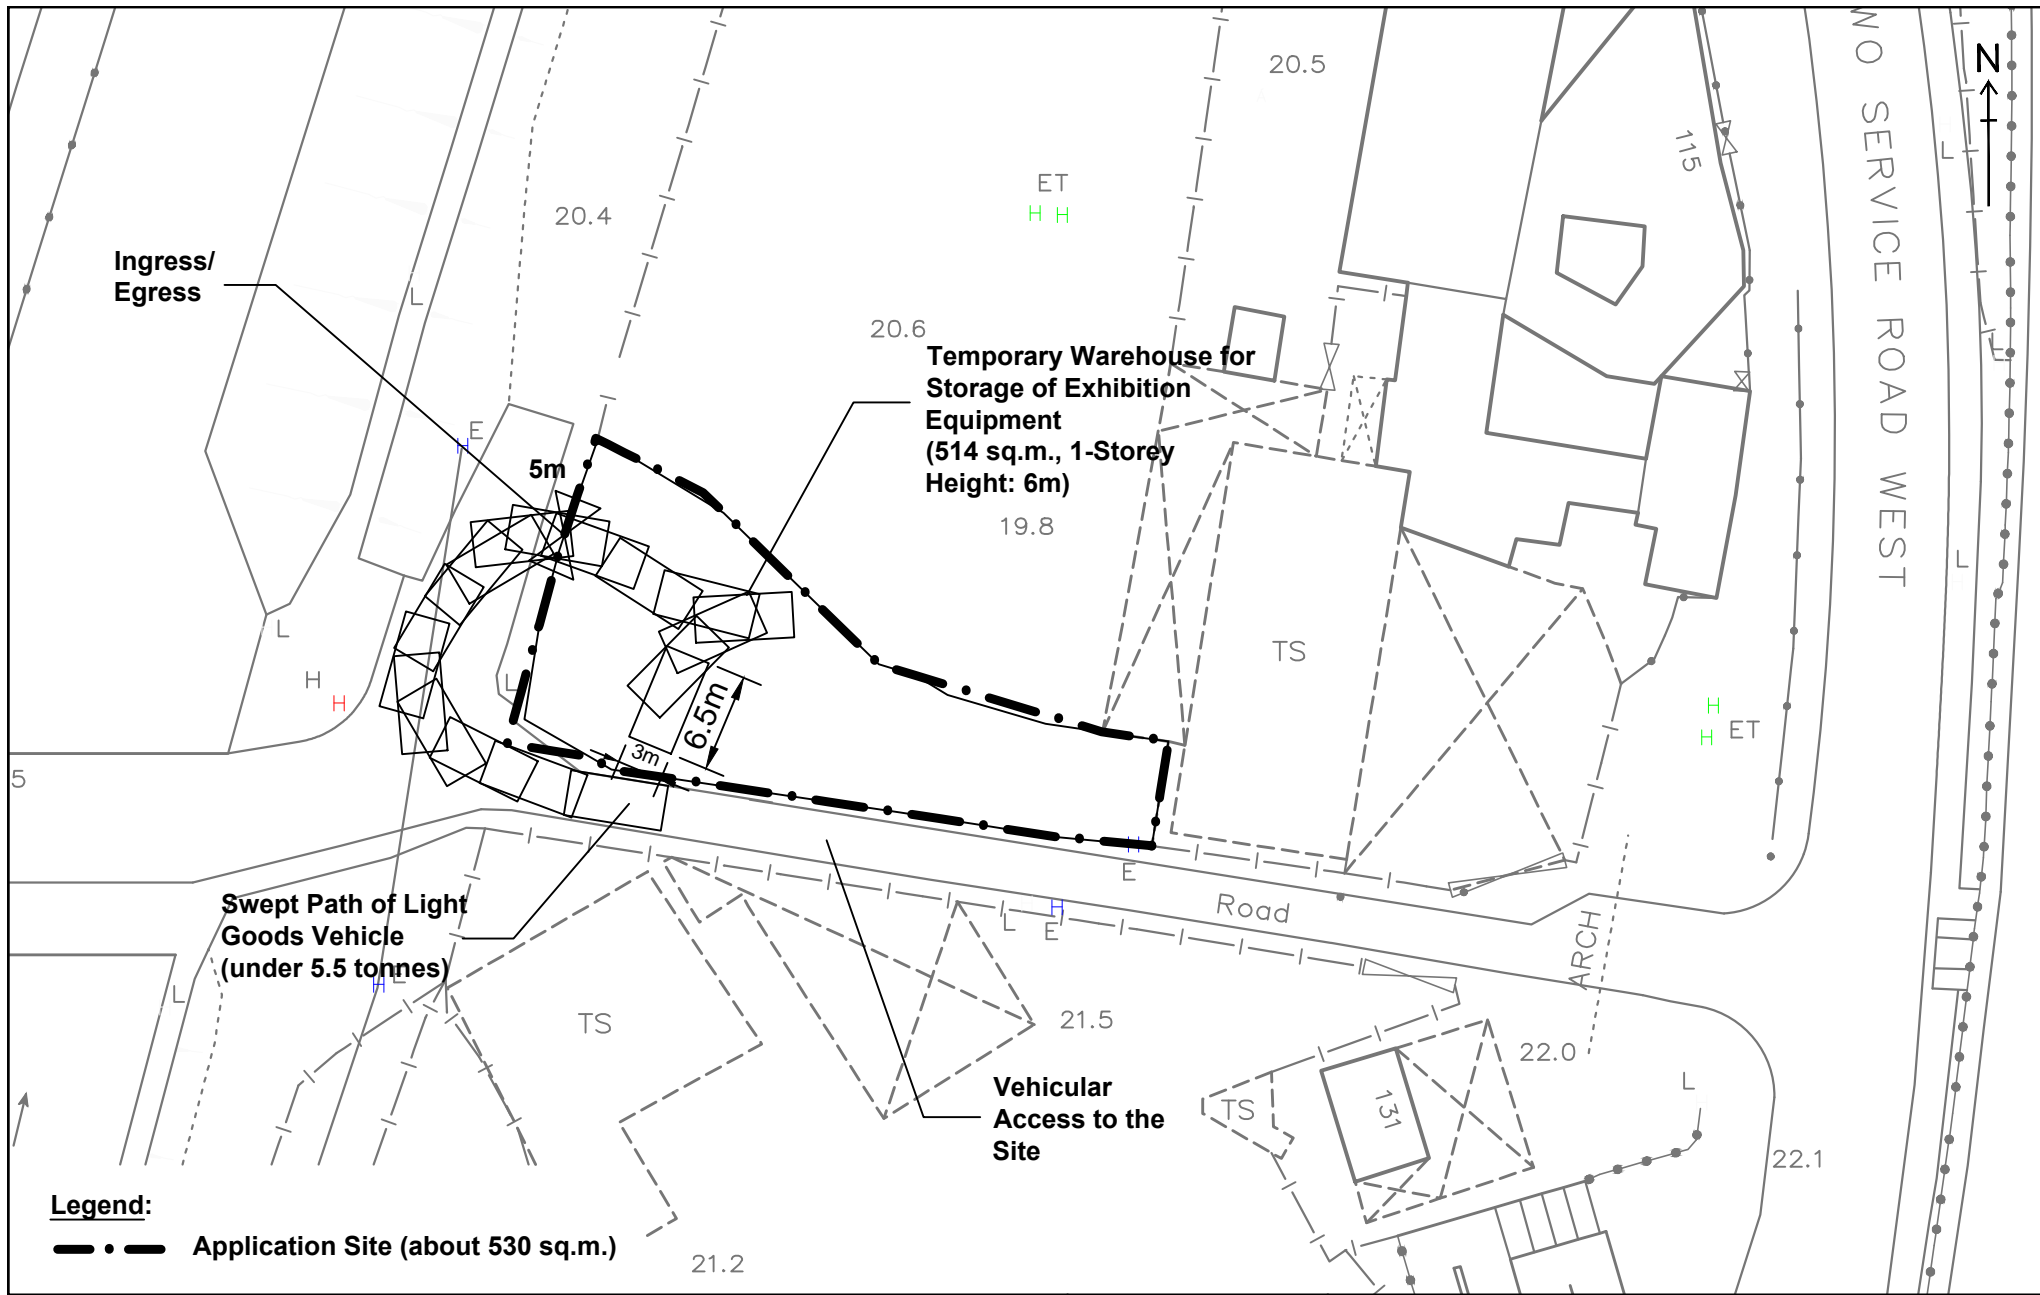 20.5
N
TWO SERVICE ROAD WEST
115
L
ET
H H
20.4
Ingress/
Egress
L
20.6
Temporary Warehouse for
Storage of Exhibition
Equipment
(514 sq.m., 1-Storey
Height: 6m)
L
E
H
5m
19.8
L
L
TS
H
H
L
6.5m
3m
H
H
ET
5
H
E
Swept Path of Light
Goods Vehicle
(under 5.5 tonnes)
Road
H
L
E
ARCH
H
E
L
TS
21.5
22.0
Vehicular
Access to the
Site
TS
131
L
22.1
Legend:
Application Site (about 530 sq.m.)
21.2